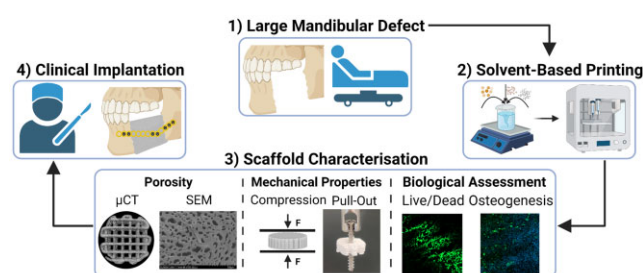 1) Large Mandibular Defect
2) Solvent-Based Printing
4) Clinical Implantation
3) Scaffold Characterisation
Porosity
µCT SEM
Mechanical Properties
Compression Pull-Out
F
F
Biological Assessment
Live/Dead Osteogenesis